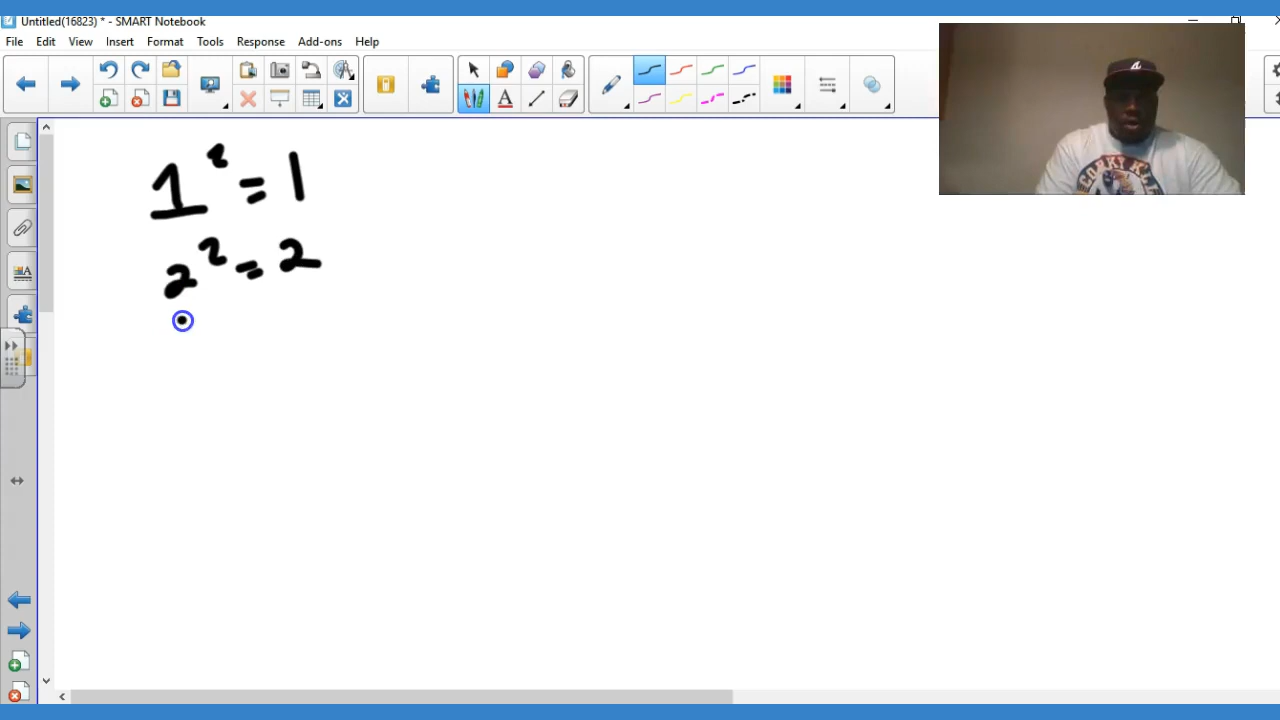 Untitled(16823) * - SMART Notebook
File Edit View Insert Format Tools Response Add-ons Help
1² = 1
2² = 2